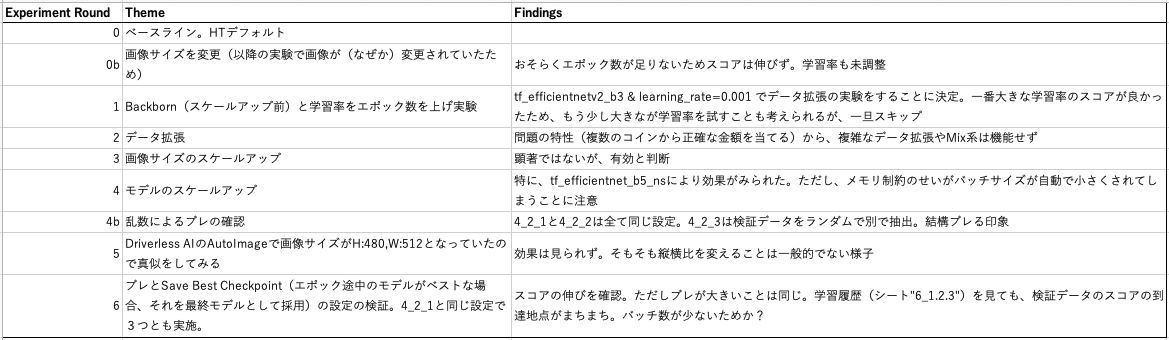 Experiment Round Theme Findings
0 ベースライン。HTデフォルト
0b 画像サイズを変更（以降の実験で画像が（なぜか）変更されていたた
め） おそらくエポック数が足りないためスコアは伸びず。学習率も未調整
1 Backborn（スケールアップ前）と学習率をエポック数を上げ実験
tf_efficientnetv2_b3 & learning_rate=0.001 でデータ拡張の実験をすることに決定。一番大きな学習率のスコアが良かっ
たため、もう少し大きなが学習率を試すことも考えられるが、一旦スキップ
2 データ拡張 問題の特性（複数のコインから正確な金額を当てる）から、複雑なデータ拡張やMix系は機能せず
3 画像サイズのスケールアップ 顕著ではないが、有効と判断
4 モデルのスケールアップ
特に、tf_efficientnet_b5_nsにより効果がみられた。ただし、メモリ制約のせいがバッチサイズが自動で小さくされてし
まうことに注意
4b 乱数によるブレの確認 4_2_1と4_2_2は全て同じ設定。4_2_3は検証データをランダムで別で抽出。結構ブレる印象
5 Driverless AIのAutoImageで画像サイズがH:480,W:512となっていたの
で真似をしてみる 効果は見られず。そもそも縦横比を変えることは一般的でない様子
6 ブレとSave Best Checkpoint（エポック途中のモデルがベストな場
合、それを最終モデルとして採用）の設定の検証。4_2_1と同じ設定で
３つとも実施。
スコアの伸びを確認。ただしブレが大きいことは同じ。学習履歴（シート"6_1.2.3"）を見ても、検証データのスコアの到
達地点がまちまち。バッチ数が少ないためか？